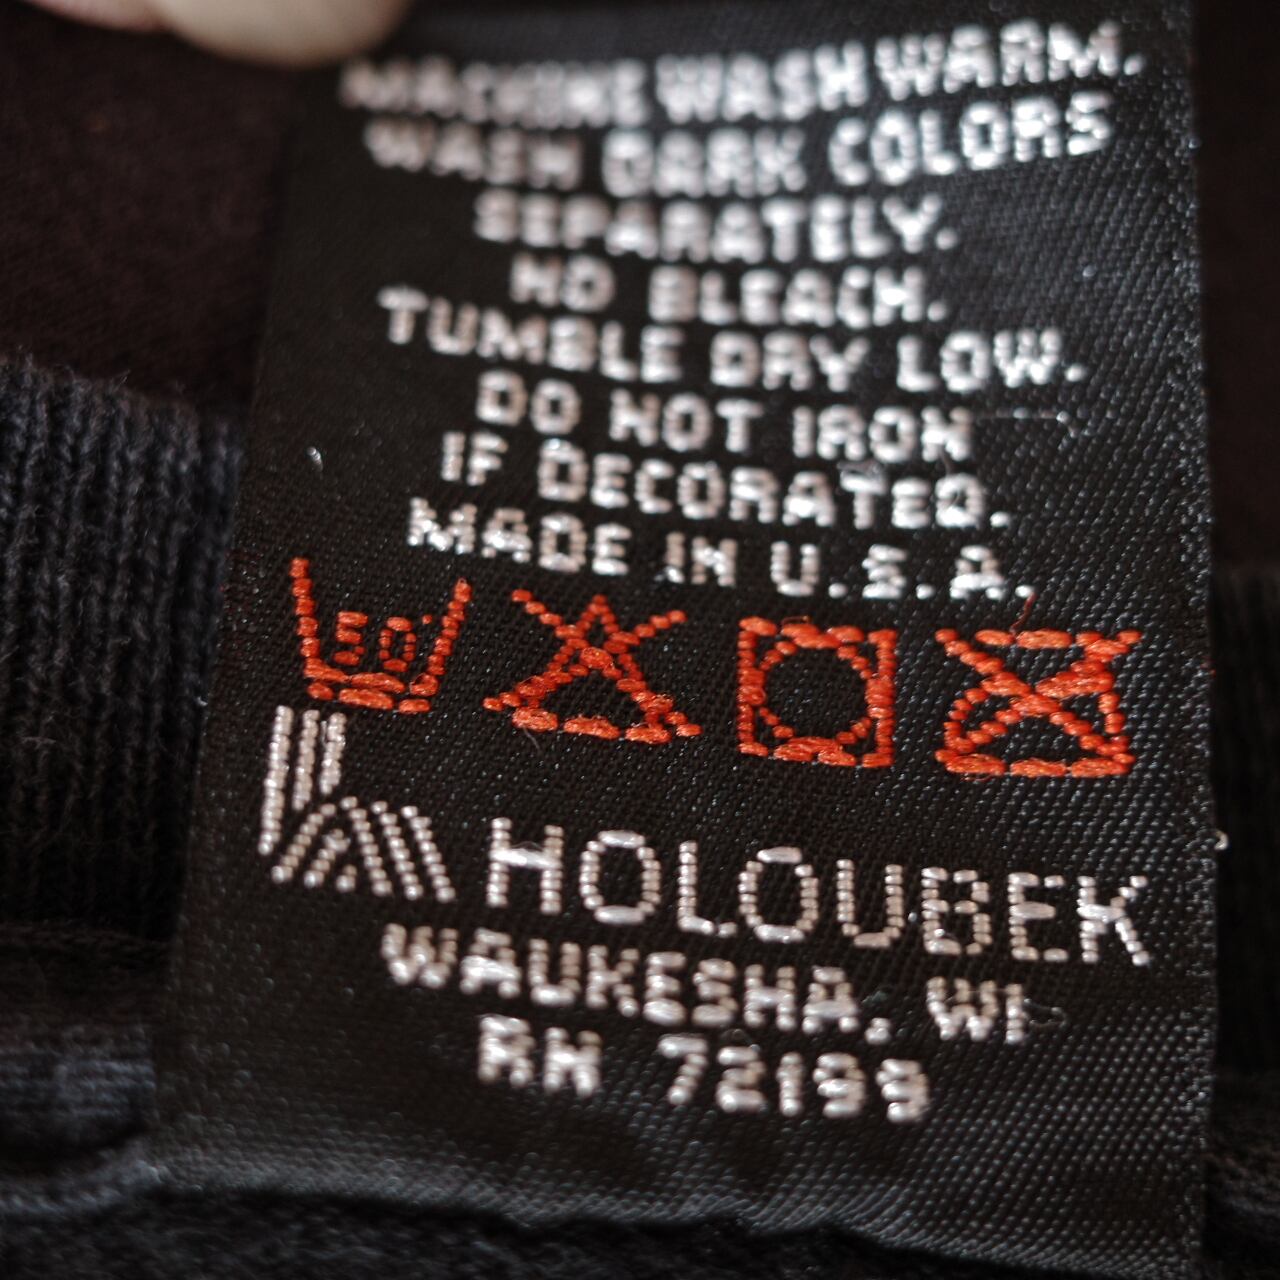 MACHINE WASH WARM.
WASH DARK COLORS
SEPARATELY.
NO BLEACH.
TUMBLE DRY LOW.
DO NOT IRON
IF DECORATED.
MADE IN U.S.A.
50°
HOLOUBEK
WAUKESHA, WI
RN 72199